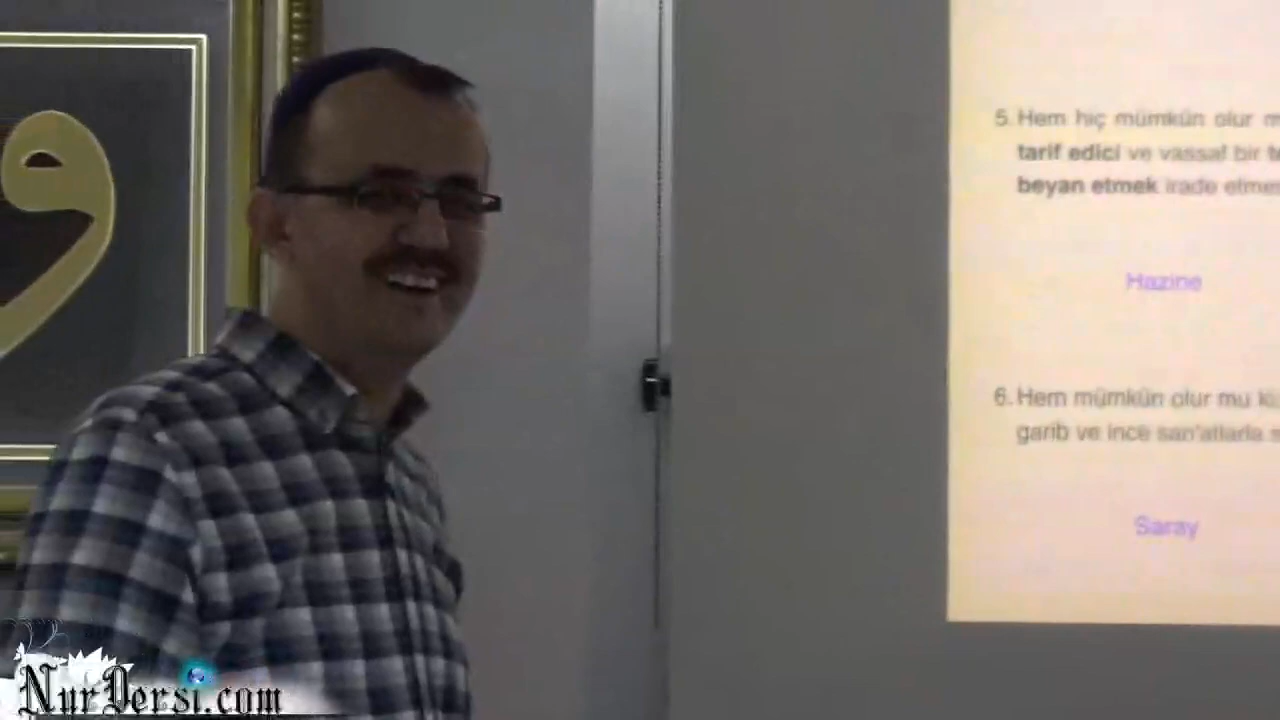 و
5. Hem hiç mümkün olur
tarif edici ve vassaf bir
beyan etmek irade
Hazine
6. Hem mümkün olur mu
garib ve ince san'atlarla
Saray
NurDersi.com